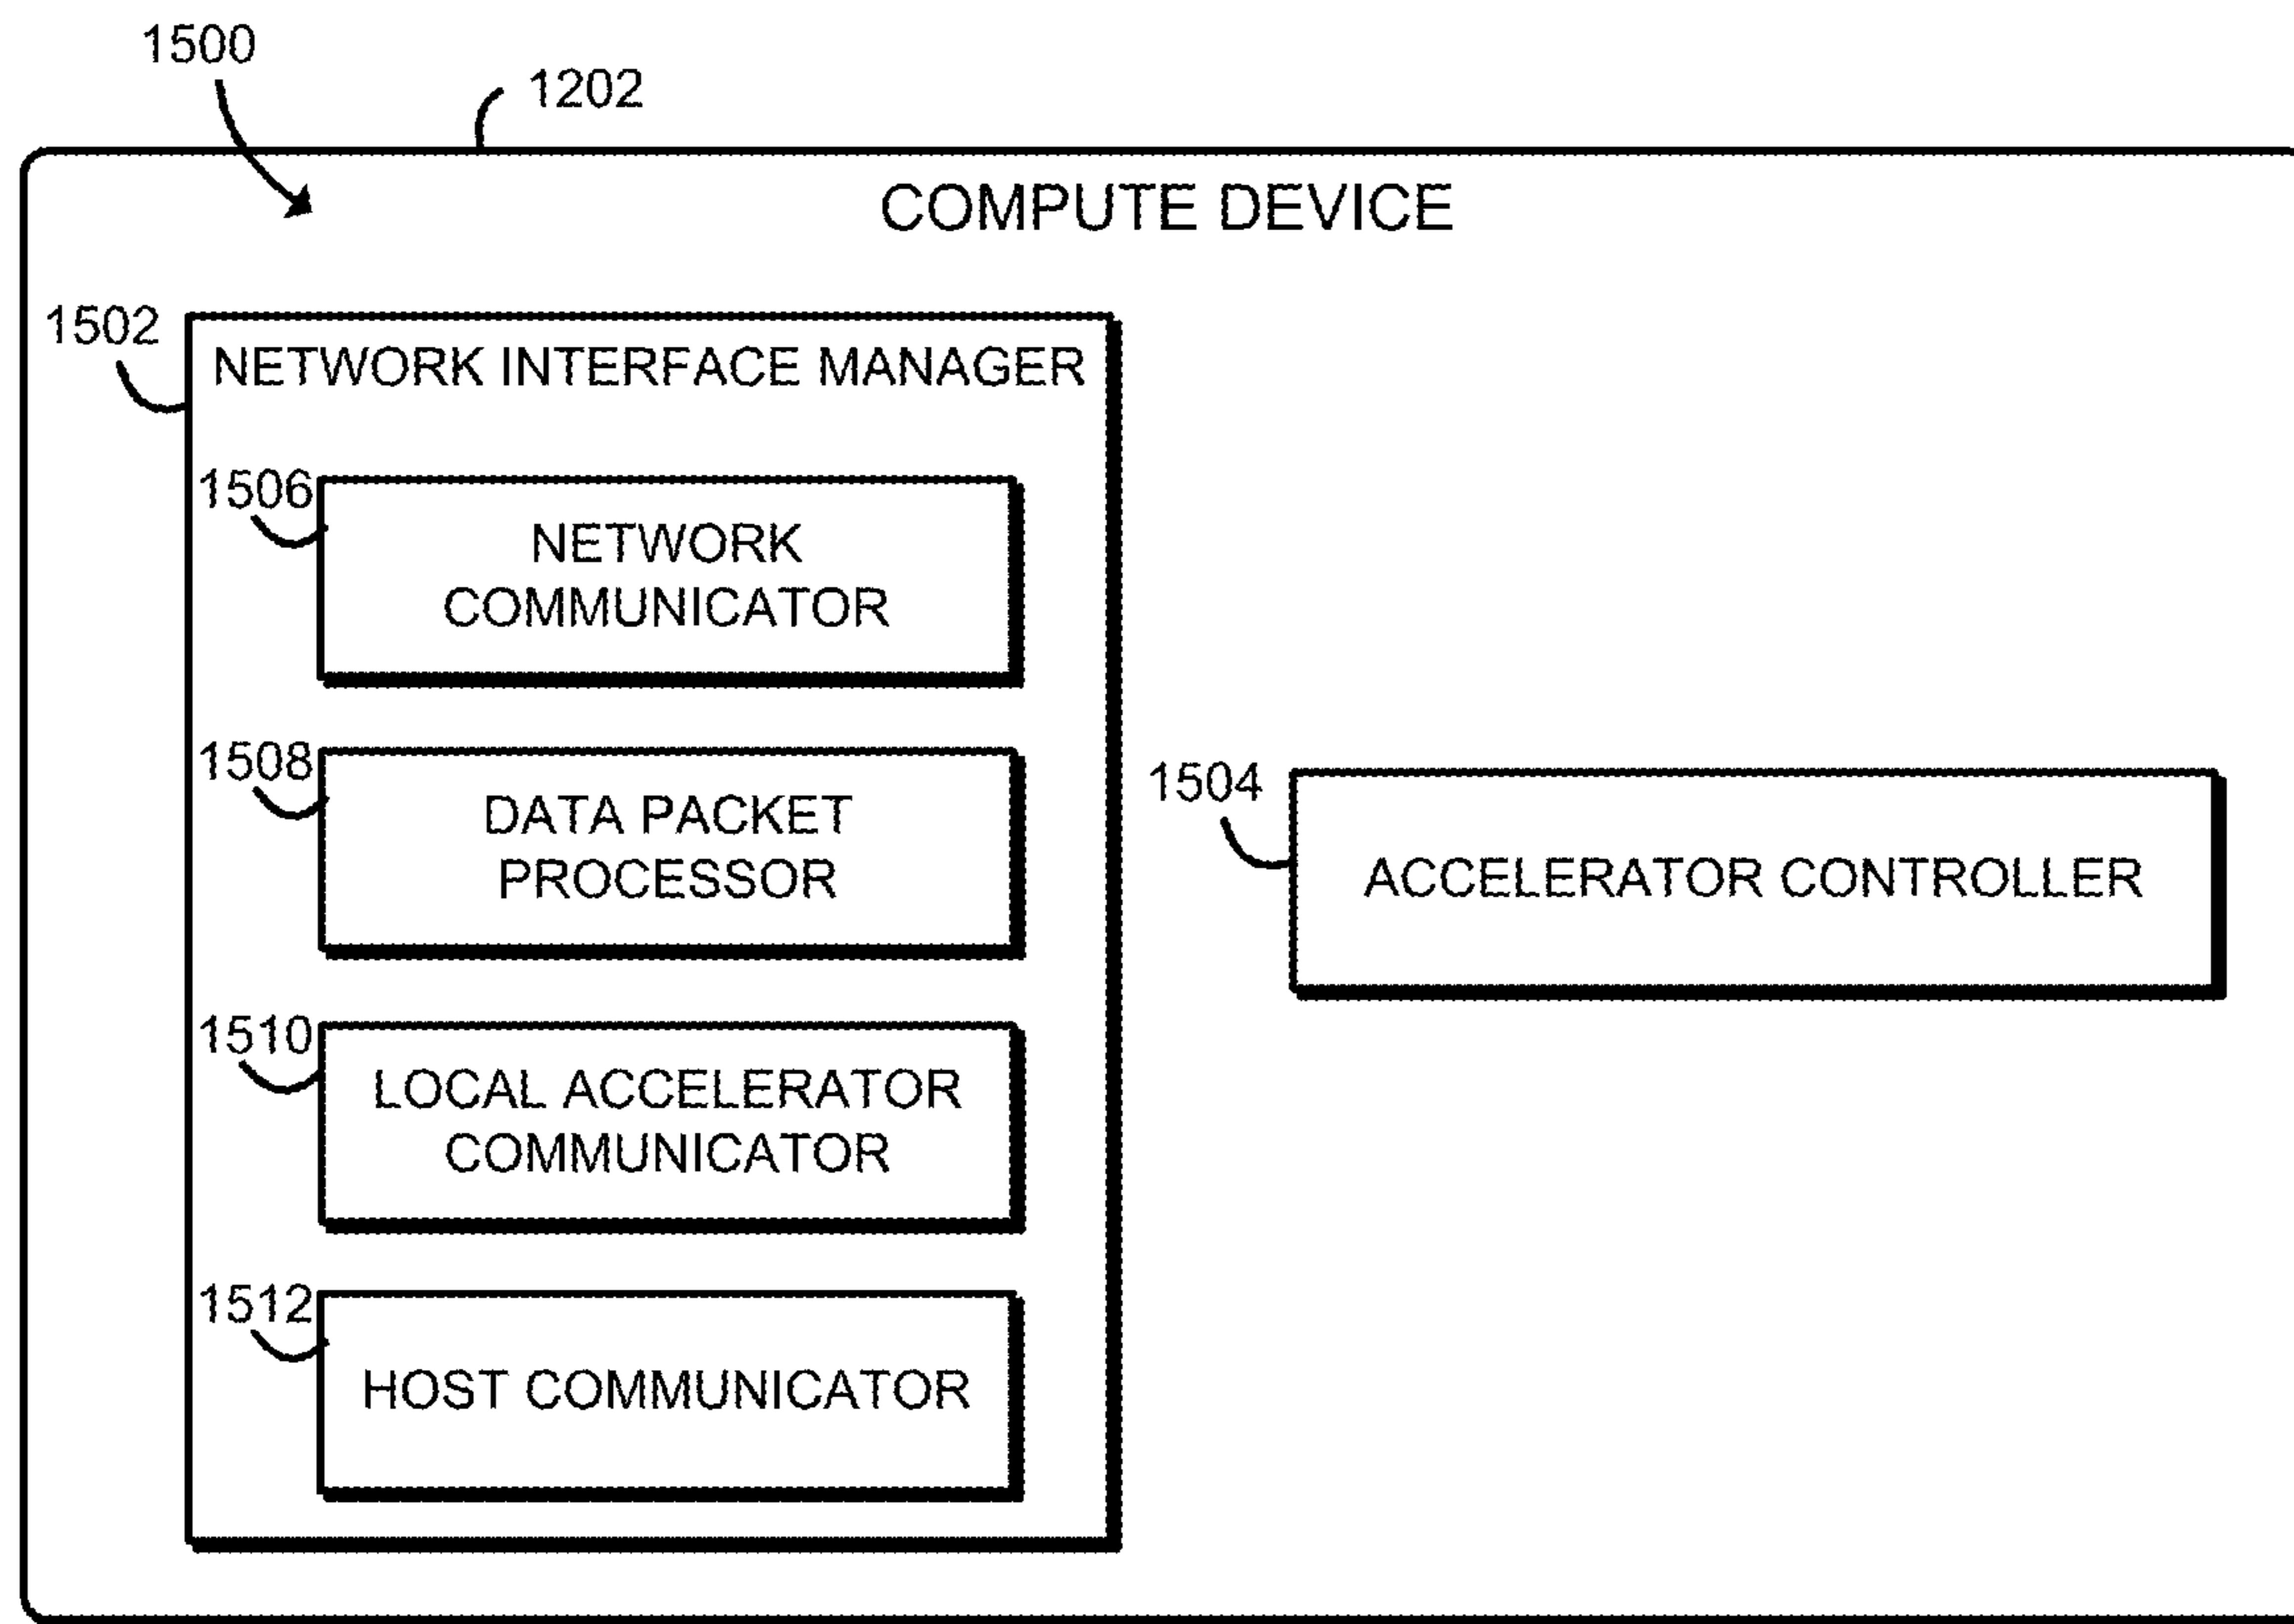 1500
1202
COMPUTE DEVICE
1502
NETWORK INTERFACE MANAGER
1506
NETWORK
COMMUNICATOR
1508
DATA PACKET
PROCESSOR
1510
LOCAL ACCELERATOR
COMMUNICATOR
1512
HOST COMMUNICATOR
1504
ACCELERATOR CONTROLLER